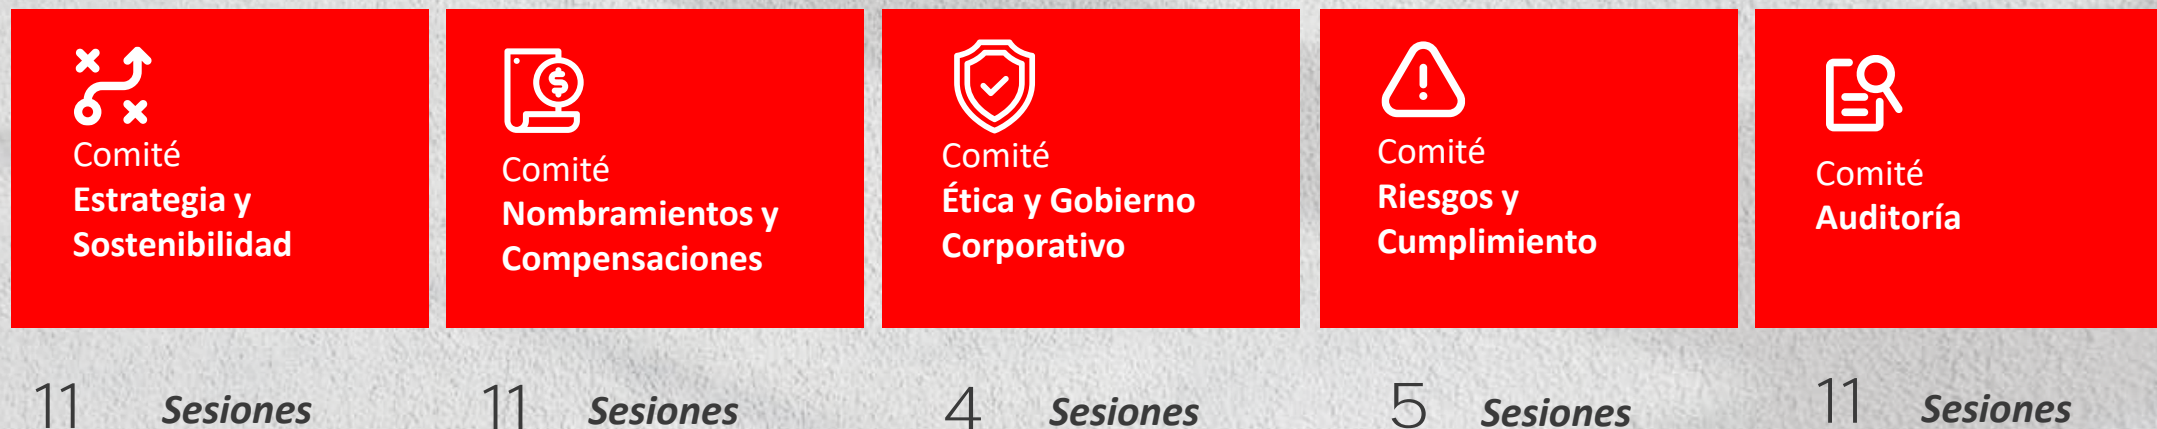 Comité
Estrategia y
Sostenibilidad
11 Sesiones
Comité
Nombramientos y
Compensaciones
11 Sesiones
Comité
Ética y Gobierno
Corporativo
4 Sesiones
Comité
Riesgos y
Cumplimiento
5 Sesiones
Comité
Auditoría
11 Sesiones